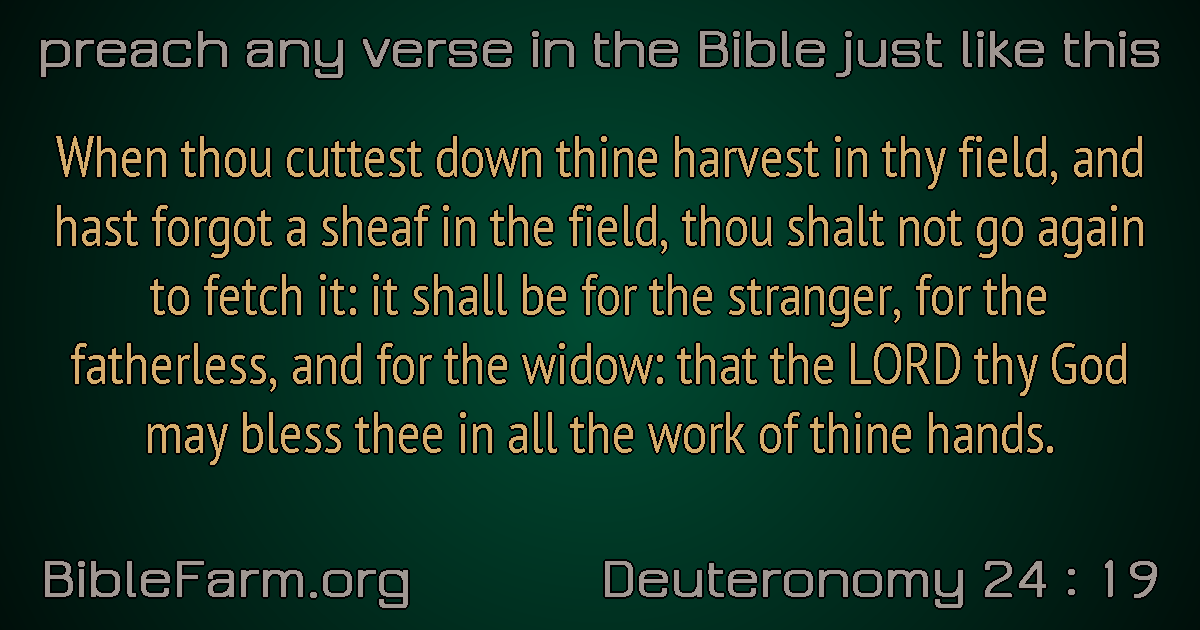 preach any verse in the Bible just like this
When thou cuttest down thine harvest in thy field, and
hast forgot a sheaf in the field, thou shalt not go again
to fetch it: it shall be for the stranger, for the
fatherless, and for the widow: that the LORD thy God
may bless thee in all the work of thine hands.
BibleFarm.org Deuteronomy 24 : 19